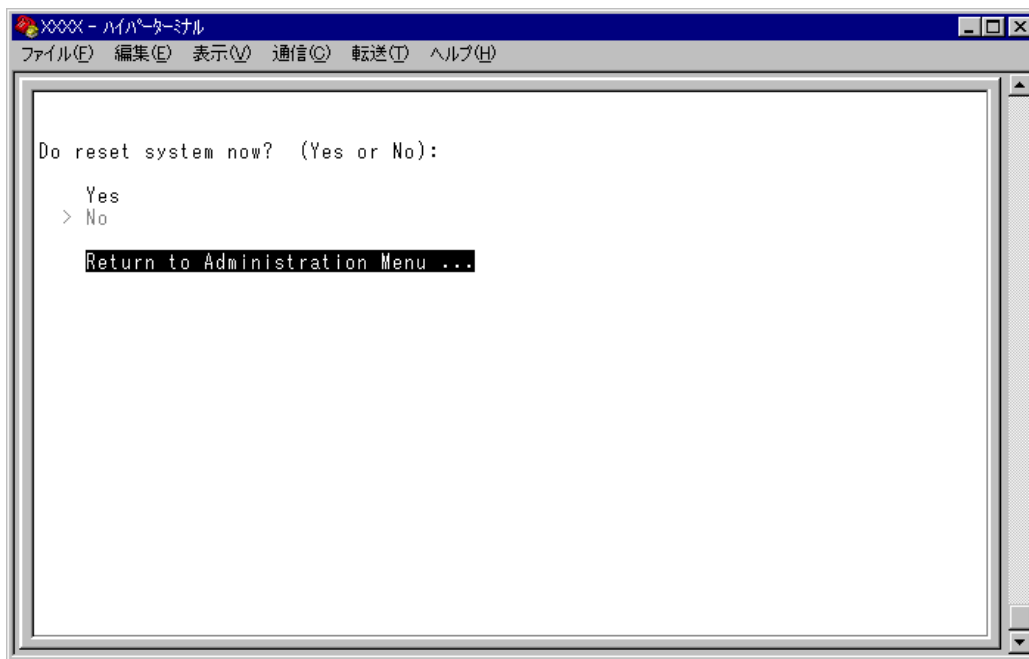 XXXX - ﾊｲﾊﾟｰﾀｰﾐﾅﾙ
ファイル(F) 編集(E) 表示(V) 通信(C) 転送(T) ヘルプ(H)
Do reset system now? (Yes or No):
Yes
> No
Return to Administration Menu ...